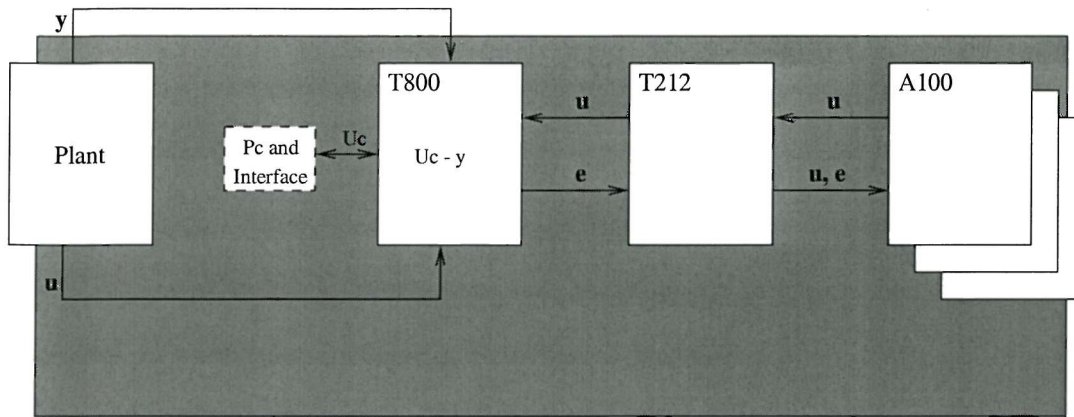 y
T800
T212
A100
u
u
Plant
Pc and
Interface
Uc
Uc - y
e
u, e
u